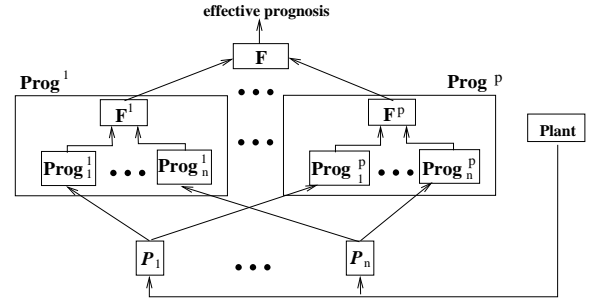 effective prognosis
F
Prog 1
Prog p
• • •
F 1
F p
Plant
• • •
Prog 1 1
• • •
Prog 1 n
Prog p 1
• • •
Prog p n
P 1
• • •
P n